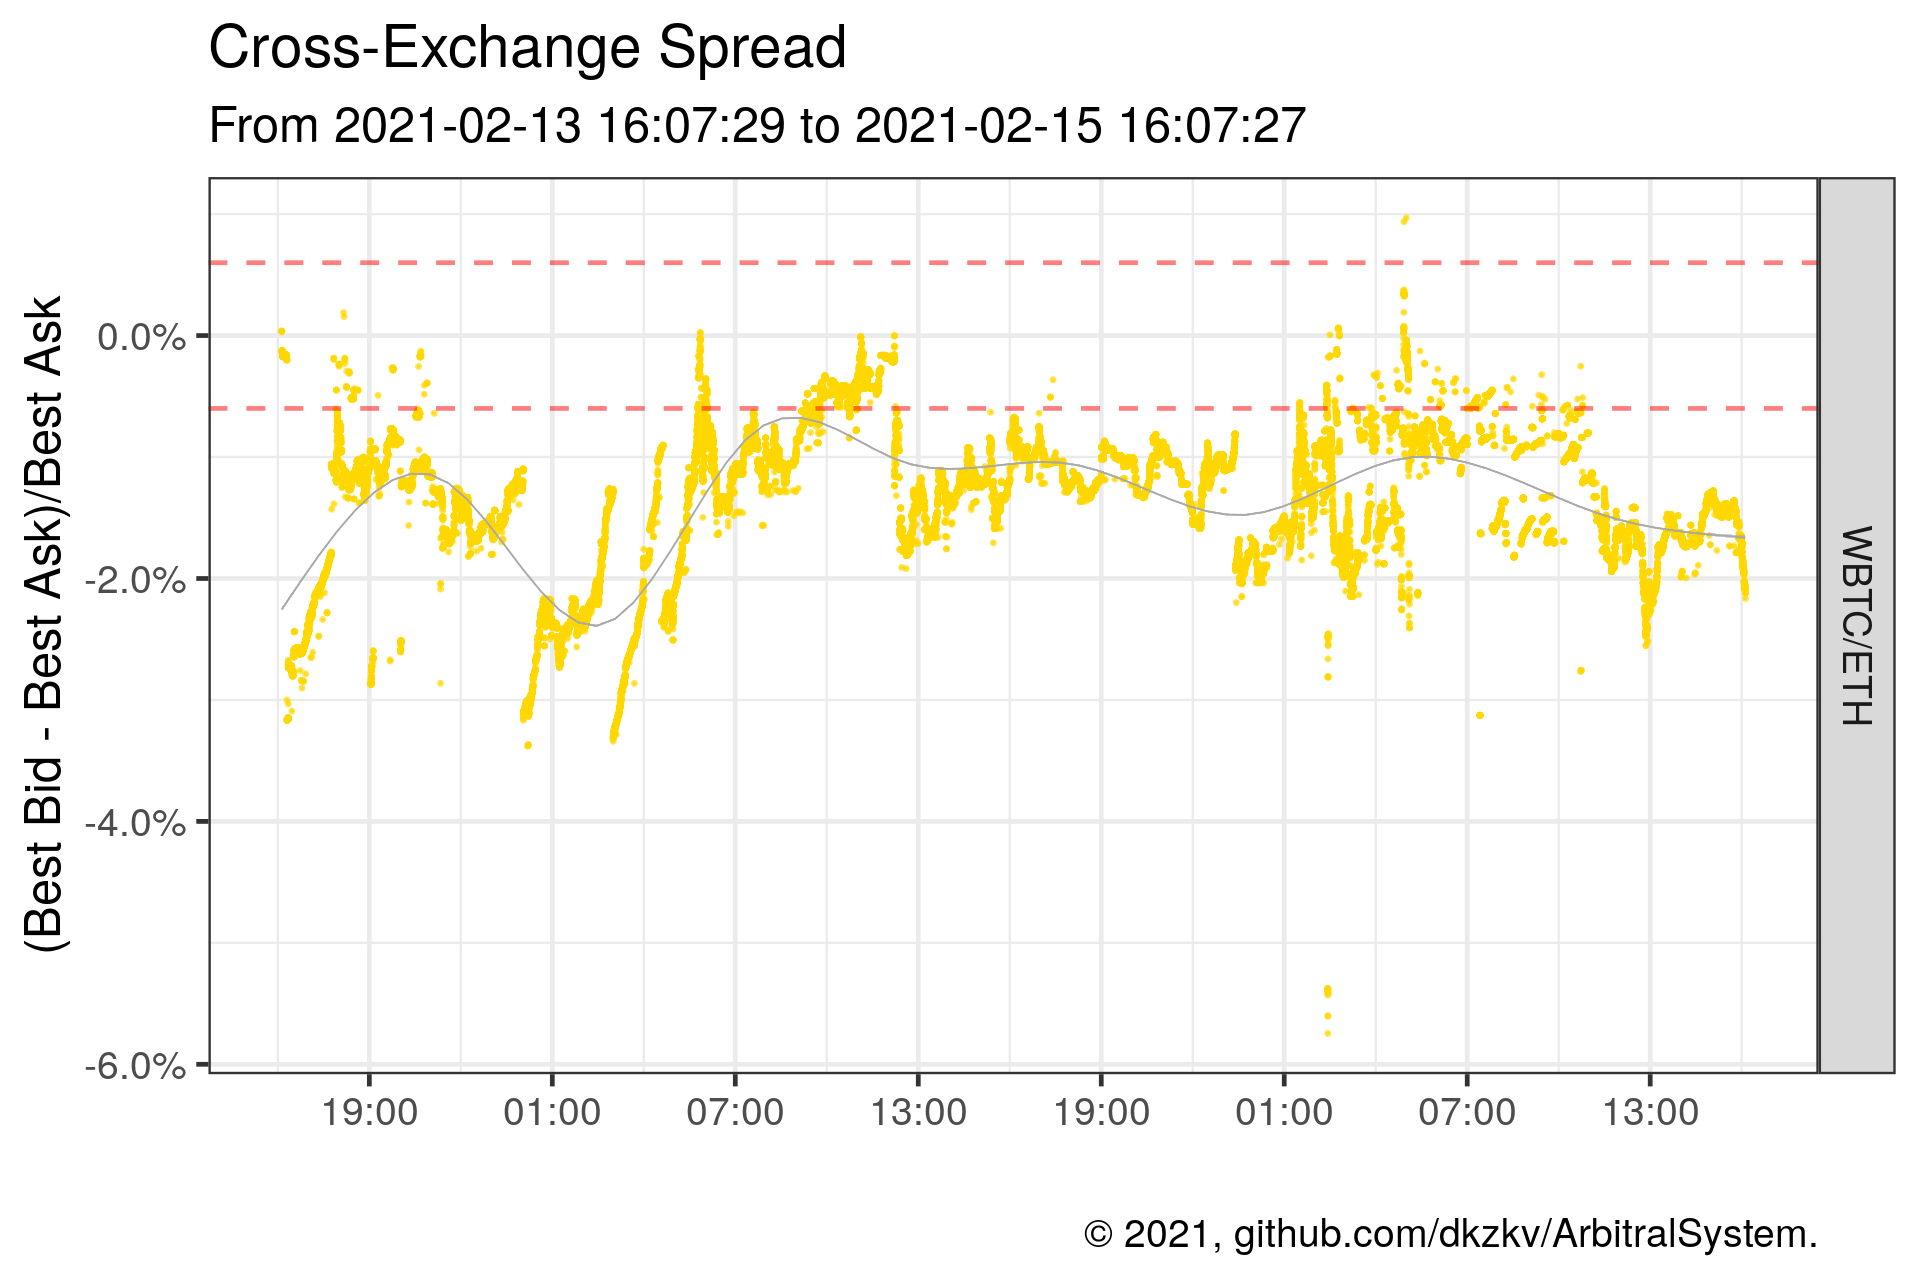 Cross-Exchange Spread
From 2021-02-13 16:07:29 to 2021-02-15 16:07:27
(Best Bid - Best Ask)/Best Ask
0.0%
-2.0%
-4.0%
-6.0%
WBTC/ETH
19:00 01:00 07:00 13:00 19:00 01:00 07:00 13:00
© 2021, github.com/dkzkv/ArbitralSystem.